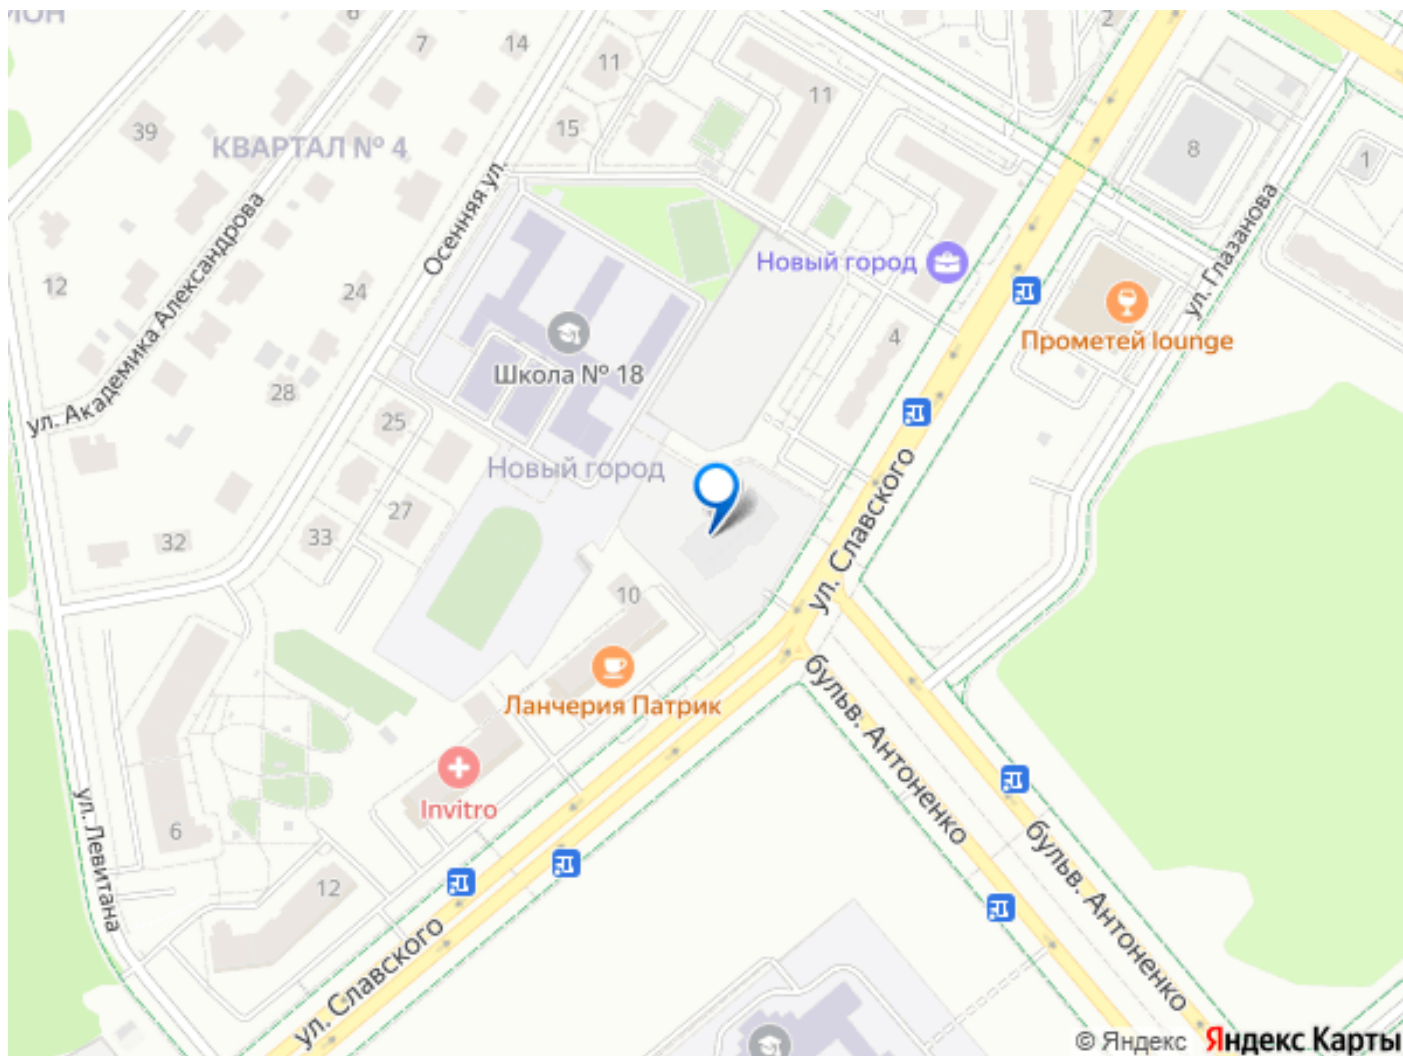 6
7
14
2
11
11
39
15
8
КВАРТАЛ № 4
1
Осенняя ул.
ул. Академика Александрова
ул. Глазанова
Новый город
12
24
4
Прометей lounge
Школа № 18
28
25
Новый город
27
33
32
ул. Славского
10
Ланчерия Патрик
бульв. Антоненко
Invitro
6
ул. Левитана
12
бульв. Антоненко
ул. Славского
© Яндекс Яндекс Карты